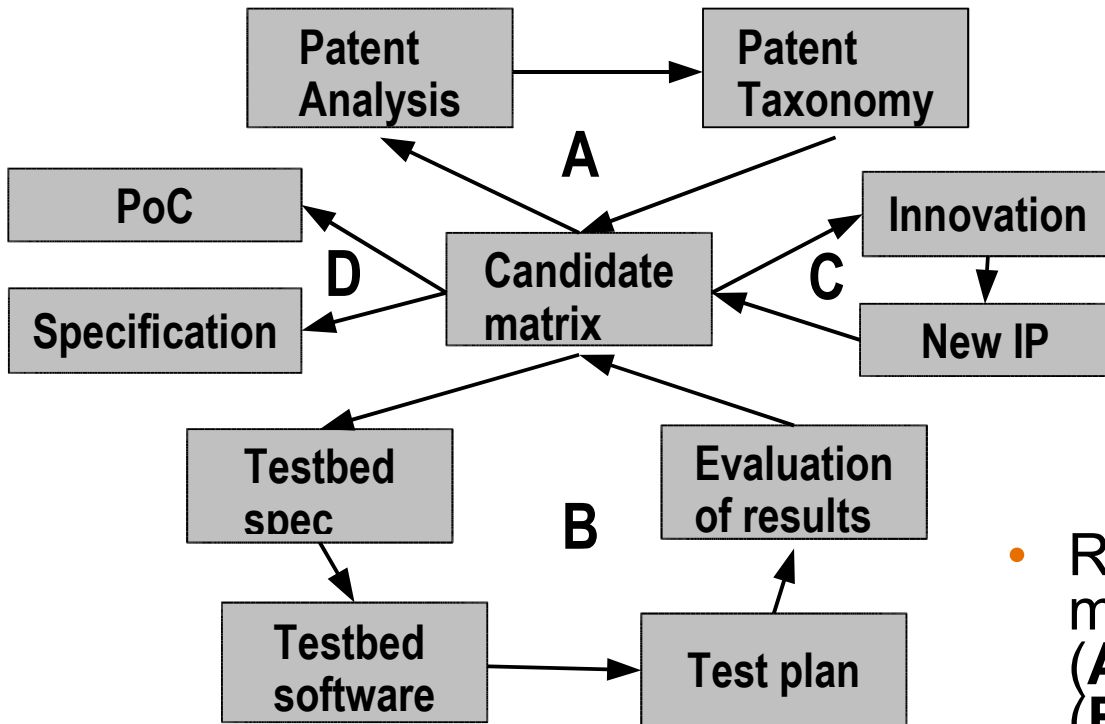 Patent
Analysis
Patent
Taxonomy
A
PoC
Innovation
D
Candidate
matrix
C
Specification
New IP
Testbed
spec
Evaluation
of results
B
Testbed
software
Test plan
• R
m
(A
(B